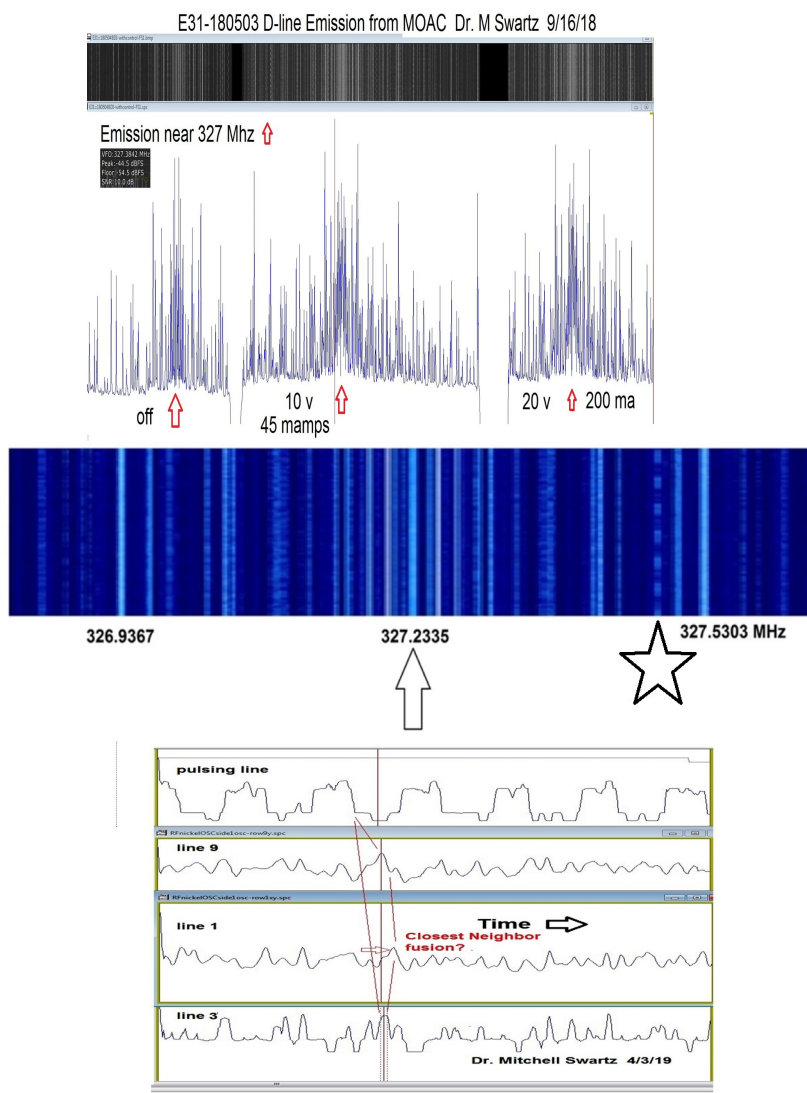 E31-180503 D-line Emission from MOAC Dr. M Swartz 9/16/18
Emission near 327 Mhz
VFO:327.3842 MHz
Peak:-44.5 dBFS
Floor:-54.5 dBFS
SNR:10.0 dB
off
10 v
45 mamps
20 v
200 ma
326.9367
327.2335
327.5303 MHz
pulsing line
RFnickelOSCside1osc-row9y.spc
line 9
RFnickelOSCside1osc-row1xy.spc
line 1
Time
Closest Neighbor
fusion?
line 3
Dr. Mitchell Swartz 4/3/19